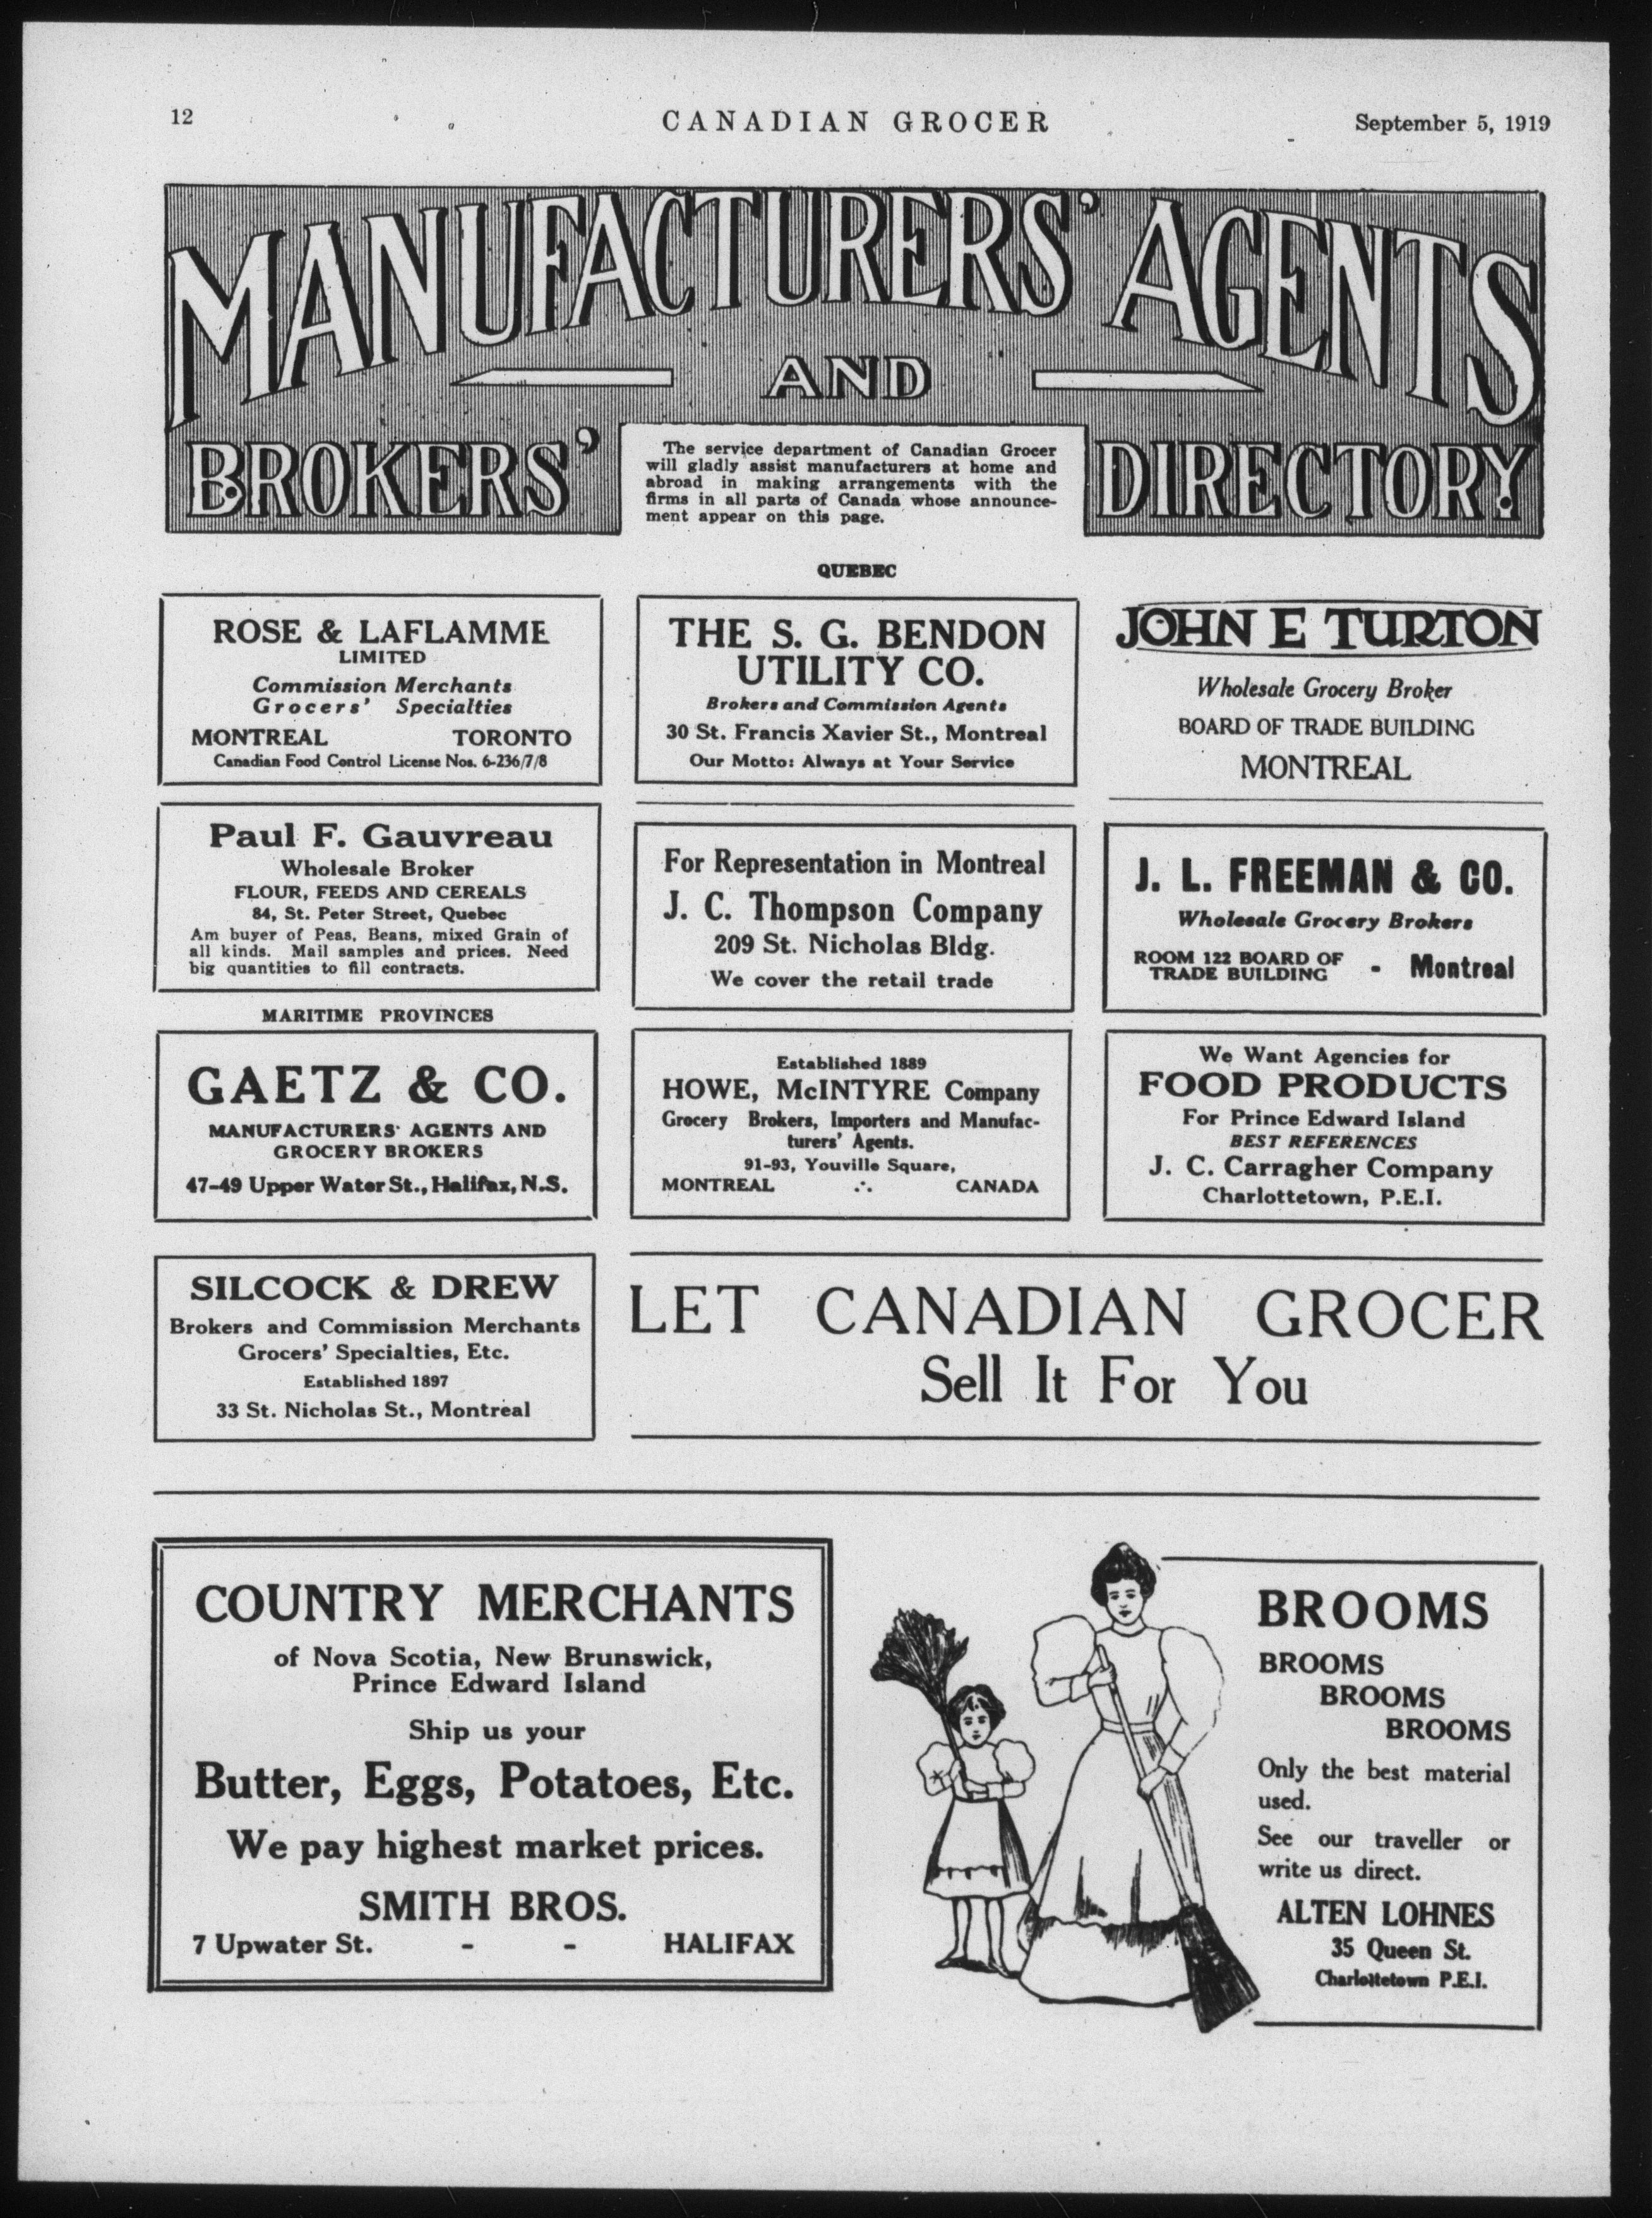 12
CANADIAN GROCER
September 5, 1919
MANUFACTURERS' AGENTS
AND
BROKERS'
DIRECTORY
The service department of Canadian Grocer
will gladly assist manufacturers at home and
abroad in making arrangements with the
firms in all parts of Canada whose announce-
ment appear on this page.
QUEBEC
ROSE & LAFLAMME
LIMITED
Commission Merchants
Grocers' Specialties
MONTREAL TORONTO
Canadian Food Control License Nos. 6-236/7/8
THE S. G. BENDON
UTILITY CO.
Brokers and Commission Agents
30 St. Francis Xavier St., Montreal
Our Motto: Always at Your Service
JOHN E TURTON
Wholesale Grocery Broker
BOARD OF TRADE BUILDING
MONTREAL
Paul F. Gauvreau
Wholesale Broker
FLOUR, FEEDS AND CEREALS
84, St. Peter Street, Quebec
Am buyer of Peas, Beans, mixed Grain of
all kinds. Mail samples and prices. Need
big quantities to fill contracts.
For Representation in Montreal
J. C. Thompson Company
209 St. Nicholas Bldg.
We cover the retail trade
J. L. FREEMAN & CO.
Wholesale Grocery Brokers
ROOM 122 BOARD OF
TRADE BUILDING - Montreal
MARITIME PROVINCES
GAETZ & CO.
MANUFACTURERS' AGENTS AND
GROCERY BROKERS
47-49 Upper Water St., Halifax, N.S.
Established 1889
HOWE, McINTYRE Company
Grocery Brokers, Importers and Manufac-
turers' Agents.
91-93, Youville Square,
MONTREAL ∴ CANADA
We Want Agencies for
FOOD PRODUCTS
For Prince Edward Island
BEST REFERENCES
J. C. Carragher Company
Charlottetown, P.E.I.
SILCOCK & DREW
Brokers and Commission Merchants
Grocers' Specialties, Etc.
Established 1897
33 St. Nicholas St., Montreal
LET CANADIAN GROCER
Sell It For You
COUNTRY MERCHANTS
of Nova Scotia, New Brunswick,
Prince Edward Island
Ship us your
Butter, Eggs, Potatoes, Etc.
We pay highest market prices.
SMITH BROS.
7 Upwater St. - - HALIFAX
BROOMS
BROOMS
BROOMS
BROOMS
Only the best material
used.
See our traveller or
write us direct.
ALTEN LOHNES
35 Queen St.
Charlottetown P.E.I.